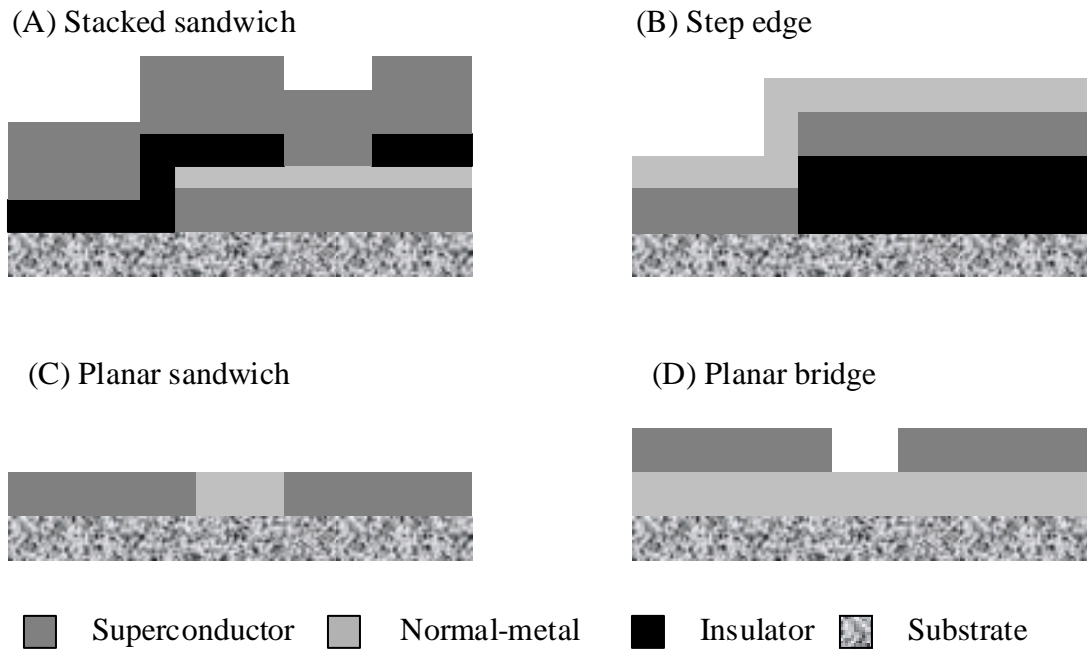 (A) Stacked sandwich
(B) Step edge
(C) Planar sandwich
(D) Planar bridge
Superconductor Normal-metal Insulator Substrate